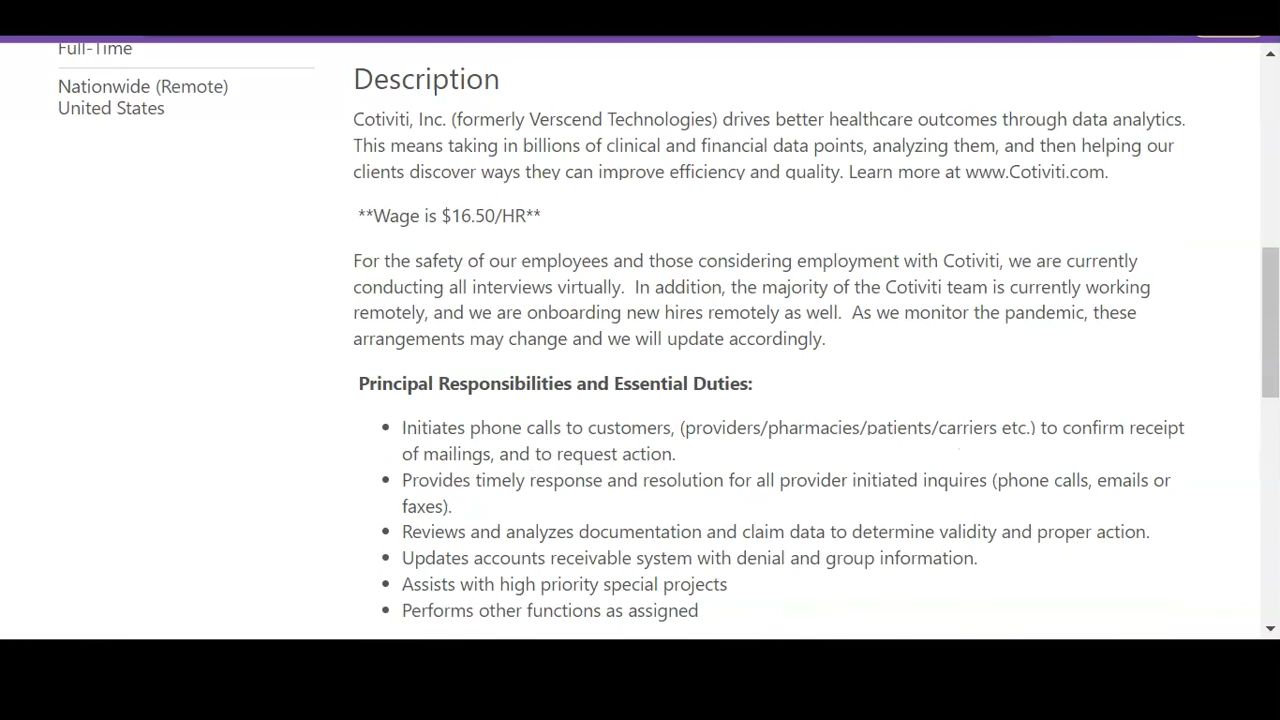 Full-Time
Nationwide (Remote)
United States
Description
Cotiviti, Inc. (formerly Verscend Technologies) drives better healthcare outcomes through data analytics.
This means taking in billions of clinical and financial data points, analyzing them, and then helping our
clients discover ways they can improve efficiency and quality. Learn more at www.Cotiviti.com.
**Wage is $16.50/HR**
For the safety of our employees and those considering employment with Cotiviti, we are currently
conducting all interviews virtually.  In addition, the majority of the Cotiviti team is currently working
remotely, and we are onboarding new hires remotely as well.  As we monitor the pandemic, these
arrangements may change and we will update accordingly.
Principal Responsibilities and Essential Duties:
• Initiates phone calls to customers, (providers/pharmacies/patients/carriers etc.) to confirm receipt
of mailings, and to request action.
• Provides timely response and resolution for all provider initiated inquires (phone calls, emails or
faxes).
• Reviews and analyzes documentation and claim data to determine validity and proper action.
• Updates accounts receivable system with denial and group information.
• Assists with high priority special projects
• Performs other functions as assigned